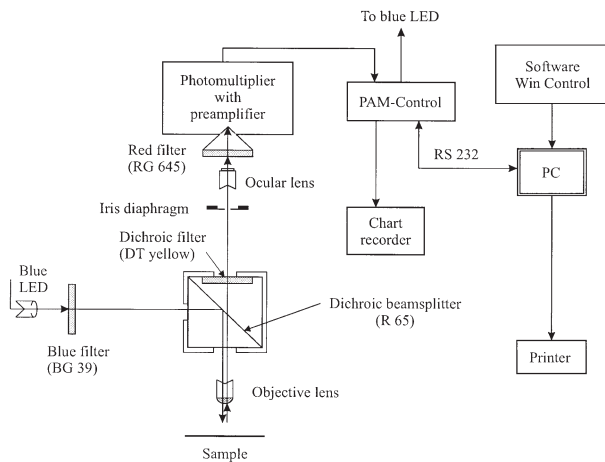 To blue LED
Photomultiplier
with
preamplifier
PAM-Control
Software
Win Control
Red filter
(RG 645)
RS 232
PC
Ocular lens
Iris diaphragm
Chart
recorder
Dichroic filter
(DT yellow)
Blue
LED
Dichroic beamsplitter
(R 65)
Blue filter
(BG 39)
Printer
Objective lens
Sample